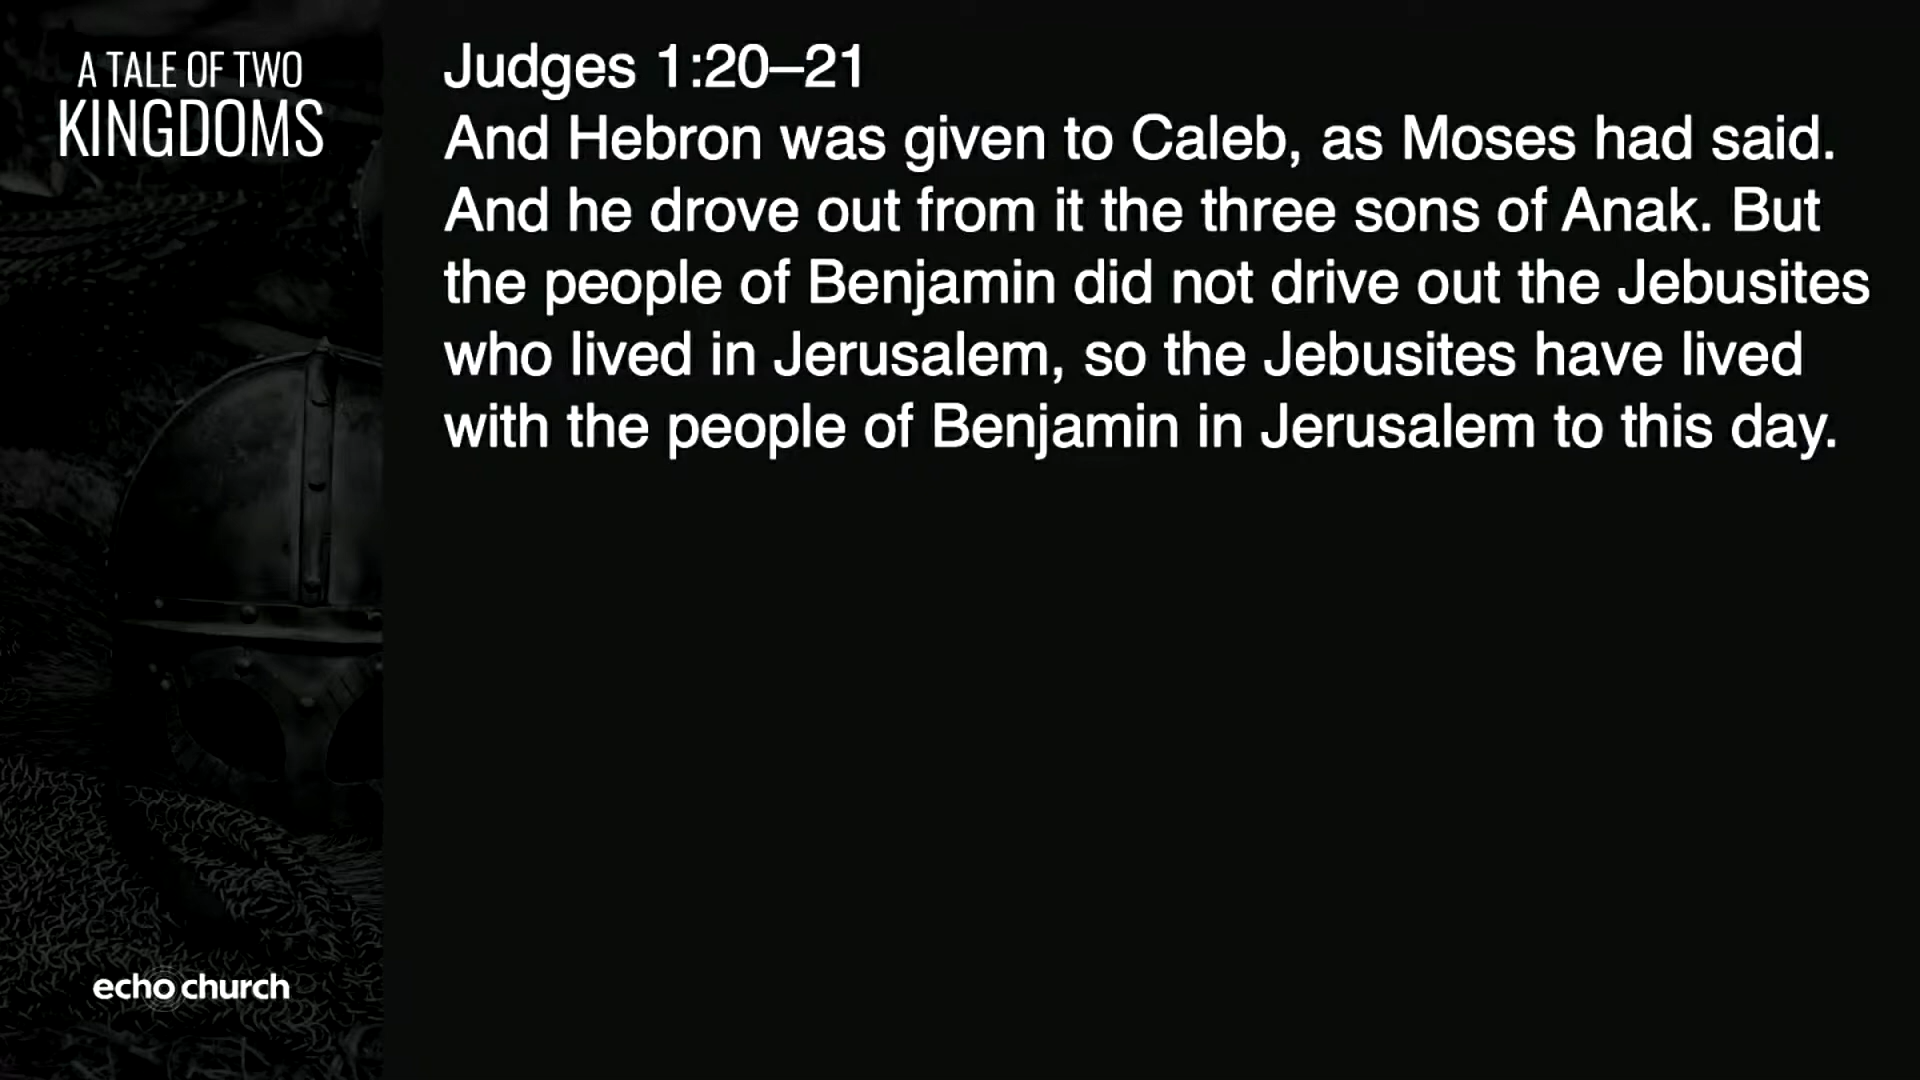 A TALE OF TWO
KINGDOMS
Judges 1:20–21
And Hebron was given to Caleb, as Moses had said.
And he drove out from it the three sons of Anak. But
the people of Benjamin did not drive out the Jebusites
who lived in Jerusalem, so the Jebusites have lived
with the people of Benjamin in Jerusalem to this day.
echo church